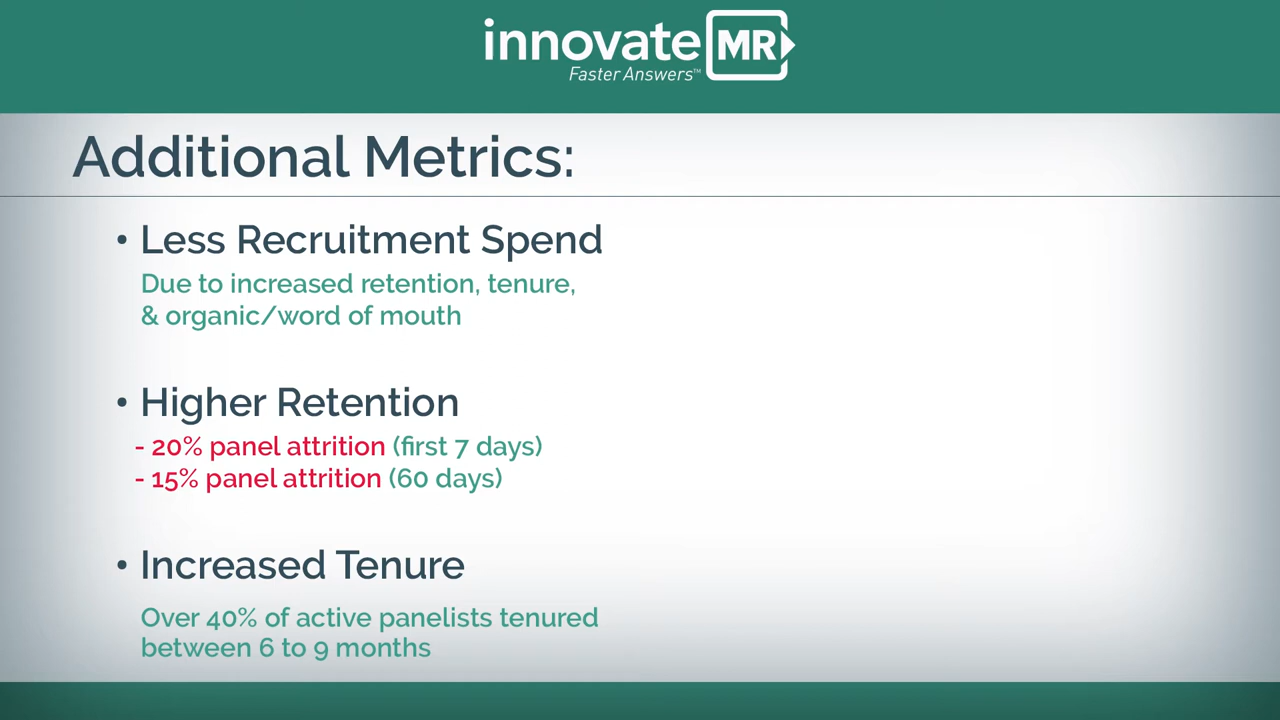 innovateMR
Faster Answers™
Additional Metrics:
• Less Recruitment Spend
Due to increased retention, tenure,
& organic/word of mouth
• Higher Retention
- 20% panel attrition (first 7 days)
- 15% panel attrition (60 days)
• Increased Tenure
Over 40% of active panelists tenured
between 6 to 9 months